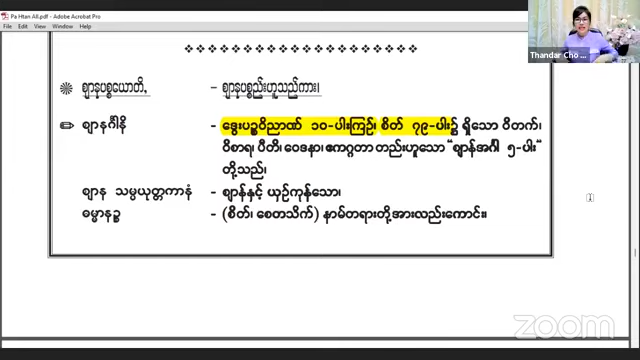 Pa Htan All.pdf - Adobe Acrobat Pro
File Edit View Window Help
Thandar Cho ...
ဈာနပစ္စယောတိ, - ဈာနပစ္စည်းဟူသည်ကား၊
ဈာနင်္ဂါနိ - ဒွေးပဉ္စဝိညာဏ် ၁၀-ပါးကြဉ်၊ စိတ် ၇၉-ပါး၌ ရှိသော ဝိတက်၊
ဝိစာရ၊ ပီတိ၊ ဝေဒနာ၊ ဧကဂ္ဂတာ တည်းဟူသော “ဈာန်အင်္ဂါ ၅-ပါး”
တို့သည်၊
ဈာန သမ္ပယုတ္တကာနံ - ဈာန်နှင့် ယှဉ်ကုန်သော၊
ဓမ္မာနဉ္စ - (စိတ်၊ စေတသိက်) နာမ်တရားတို့အားလည်းကောင်း။
zoom